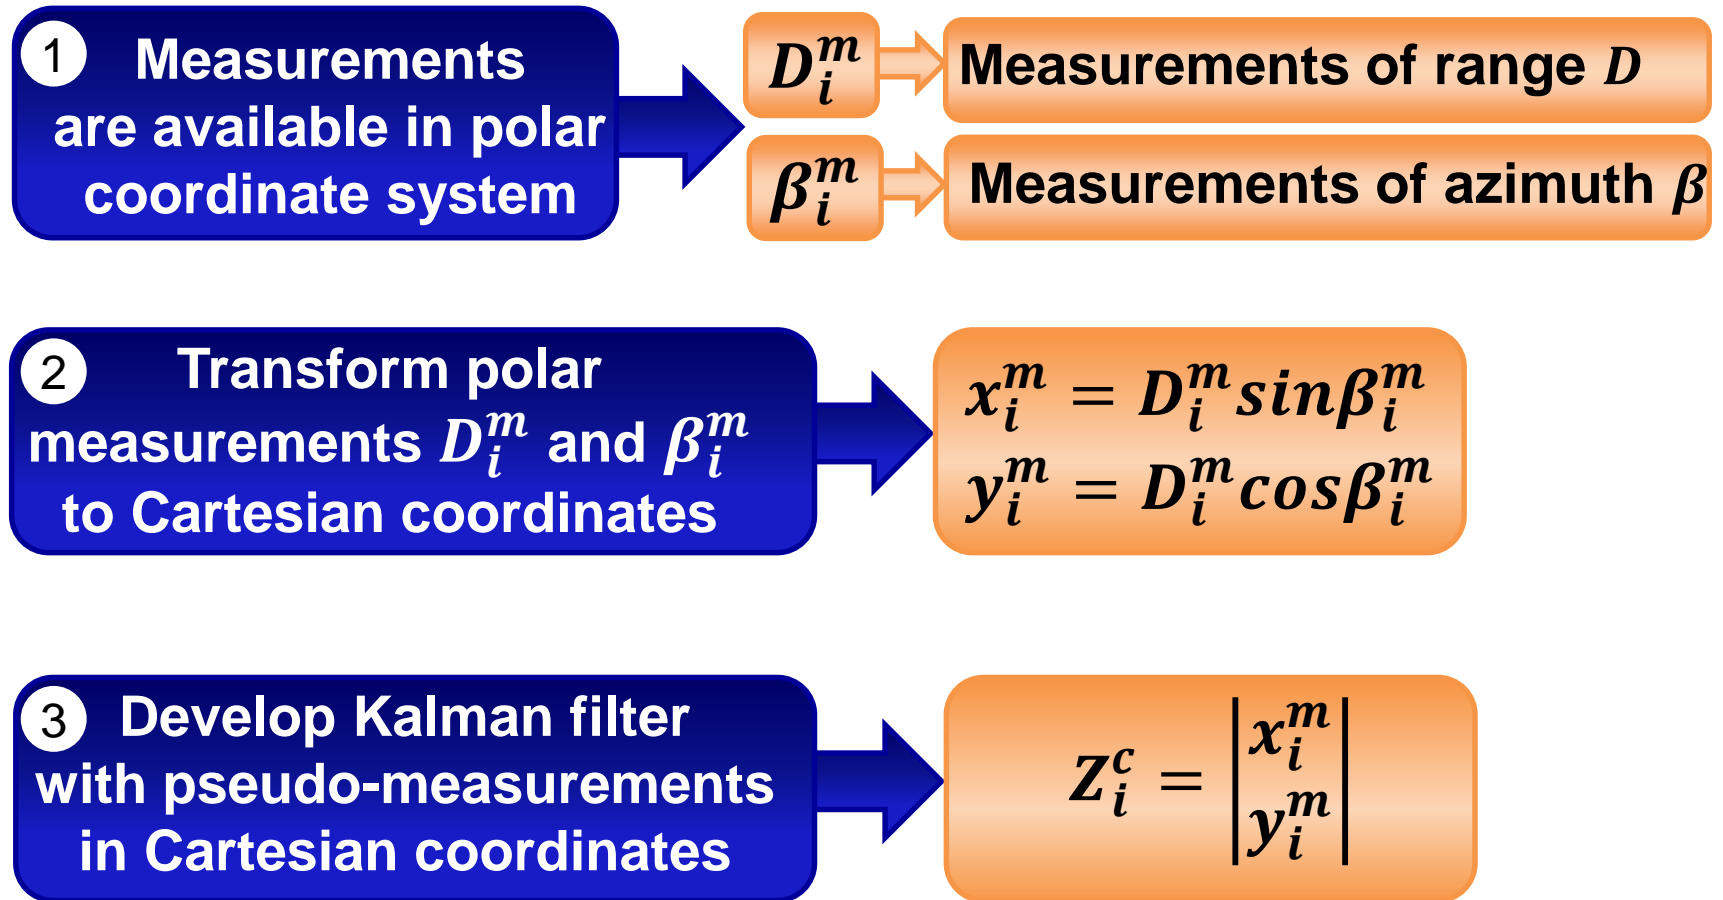 1 Measurements
are available in polar
coordinate system
D_i^m Measurements of range D
β_i^m Measurements of azimuth β
2 Transform polar
measurements D_i^m and β_i^m
to Cartesian coordinates
x_i^m = D_i^m sinβ_i^m
y_i^m = D_i^m cosβ_i^m
3 Develop Kalman filter
with pseudo-measurements
in Cartesian coordinates
Z_i^c = |x_i^m|
|y_i^m|